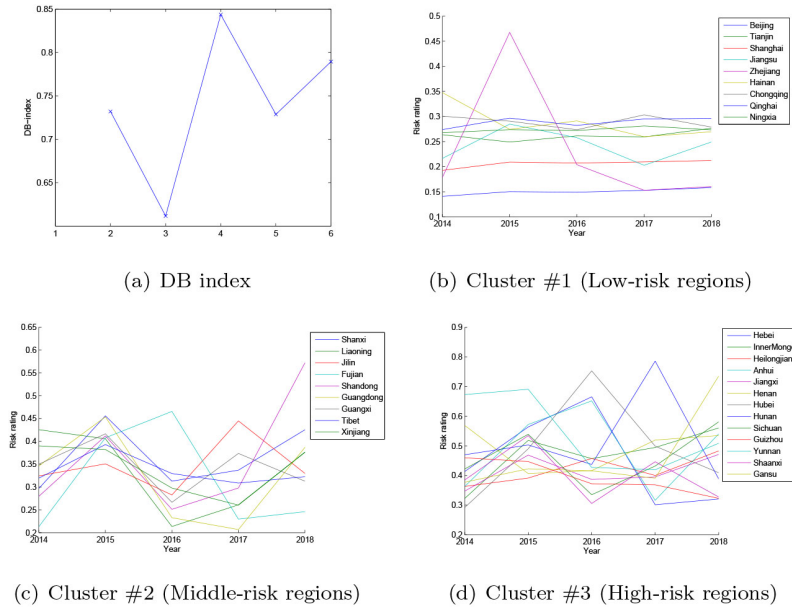 0.85
0.8
0.75
0.7
0.65
DB-index
1 2 3 4 5 6
(a) DB index
0.5
0.45
0.4
0.35
0.3
0.25
0.2
0.15
0.1
Risk rating
2014 2015 2016 2017 2018
Year
Beijing
Tianjin
Shanghai
Jiangsu
Zhejiang
Hainan
Chongqing
Qinghai
Ningxia
(b) Cluster #1 (Low-risk regions)
0.65
0.6
0.55
0.5
0.45
0.4
0.35
0.3
0.25
0.2
Risk rating
2014 2015 2016 2017 2018
Year
Shanxi
Liaoning
Jilin
Fujian
Shandong
Guangdong
Guangxi
Tibet
Xinjiang
(c) Cluster #2 (Middle-risk regions)
0.9
0.8
0.7
0.6
0.5
0.4
0.3
0.2
Risk rating
2014 2015 2016 2017 2018
Year
Hebei
InnerMongo
Heilongjian
Anhui
Jiangxi
Henan
Hubei
Hunan
Sichuan
Guizhou
Yunnan
Shaanxi
Gansu
(d) Cluster #3 (High-risk regions)